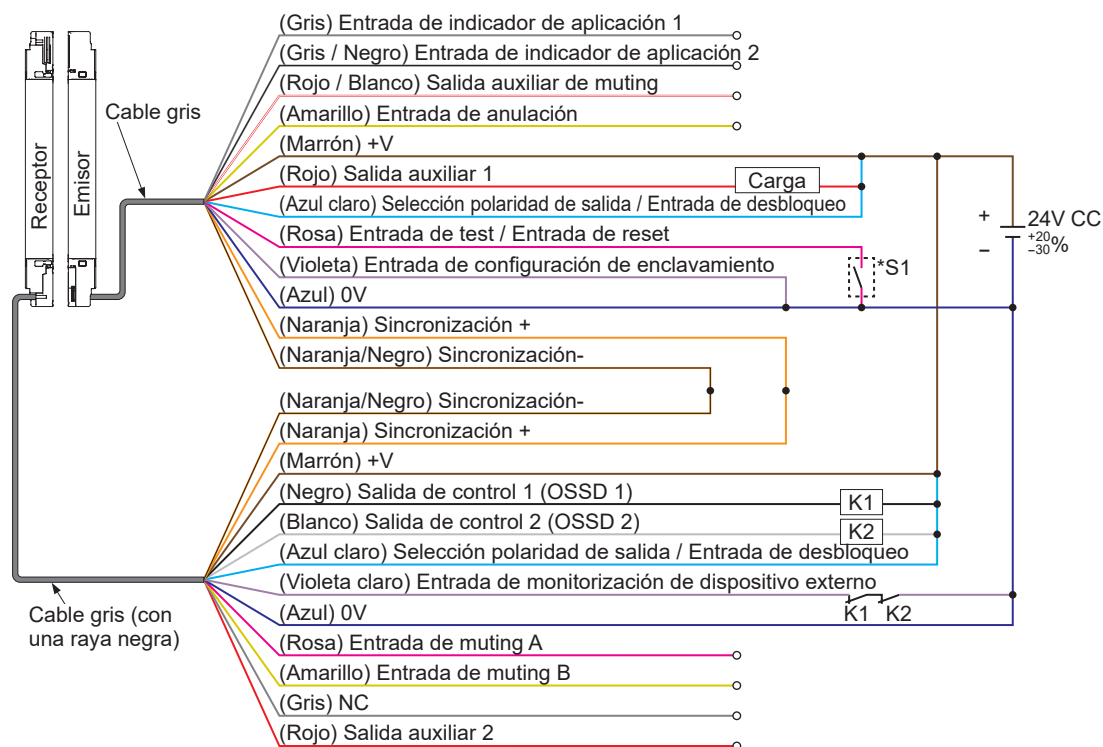 (Gris) Entrada de indicador de aplicación 1
(Gris / Negro) Entrada de indicador de aplicación 2
(Rojo / Blanco) Salida auxiliar de muting
Cable gris
(Amarillo) Entrada de anulación
(Marrón) +V
(Rojo) Salida auxiliar 1
Carga
Receptor
Emisor
(Azul claro) Selección polaridad de salida / Entrada de desbloqueo
+
24V CC
+20
–30%
–
(Rosa) Entrada de test / Entrada de reset
(Violeta) Entrada de configuración de enclavamiento
*S1
(Azul) 0V
(Naranja) Sincronización +
(Naranja/Negro) Sincronización-
(Naranja/Negro) Sincronización-
(Naranja) Sincronización +
(Marrón) +V
(Negro) Salida de control 1 (OSSD 1)
K1
(Blanco) Salida de control 2 (OSSD 2)
K2
(Azul claro) Selección polaridad de salida / Entrada de desbloqueo
(Violeta claro) Entrada de monitorización de dispositivo externo
K1 K2
Cable gris (con
una raya negra)
(Azul) 0V
(Rosa) Entrada de muting A
(Amarillo) Entrada de muting B
(Gris) NC
(Rojo) Salida auxiliar 2